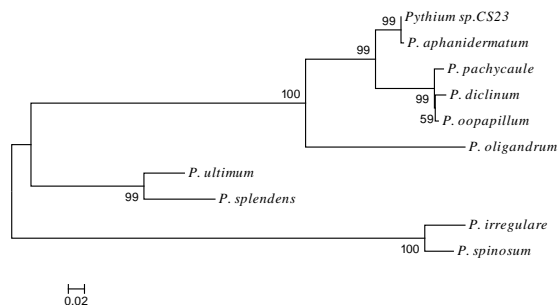 Pythium sp.CS23
99
P. aphanidermatum
99
P. pachycaule
99
P. diclinum
100
59
P. oopapillum
P. oligandrum
P. ultimum
99
P. splendens
P. irregulare
100
P. spinosum
0.02